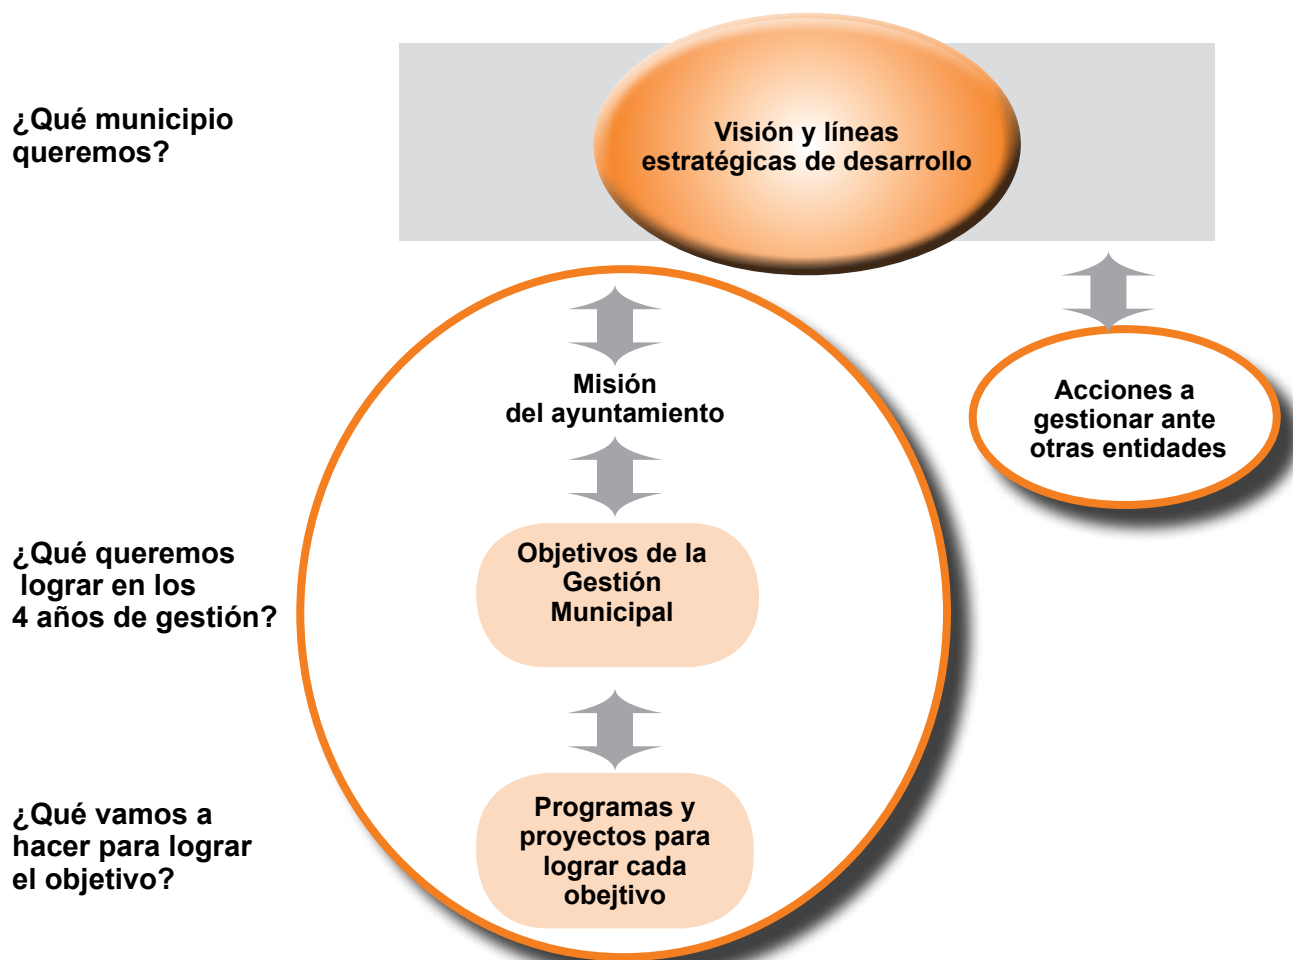 ¿Qué municipio
queremos?
Visión y líneas
estratégicas de desarrollo
Misión
del ayuntamiento
Acciones a
gestionar ante
otras entidades
¿Qué queremos
lograr en los
4 años de gestión?
Objetivos de la
Gestión
Municipal
¿Qué vamos a
hacer para lograr
el objetivo?
Programas y
proyectos para
lograr cada
obejtivo